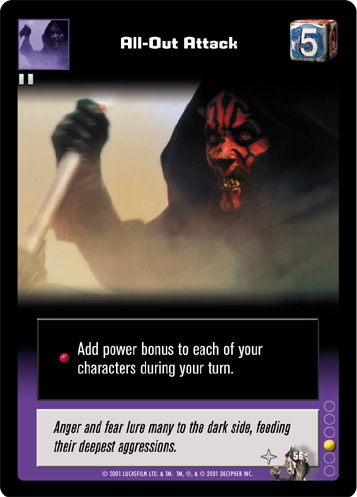 All-Out Attack
5
Add power bonus to each of your
characters during your turn.
Anger and fear lure many to the dark side, feeding
their deepest aggressions.
56
© 2001 LUCASFILM LTD. & TM, TM, ®, & © 2001 DECIPHER INC.